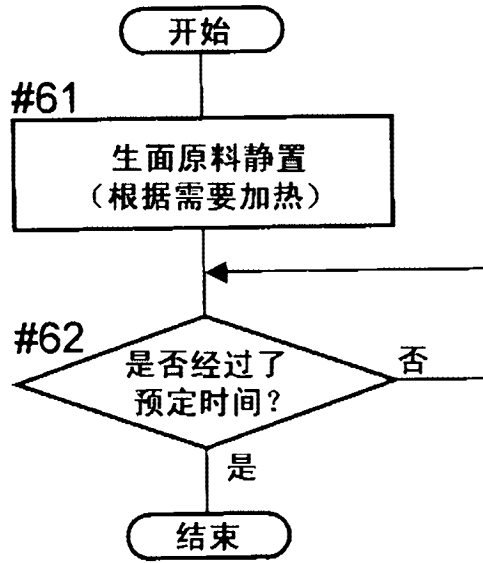 开始
#61
生面原料静置
（根据需要加热）
#62
是否经过了
预定时间？
否
是
结束